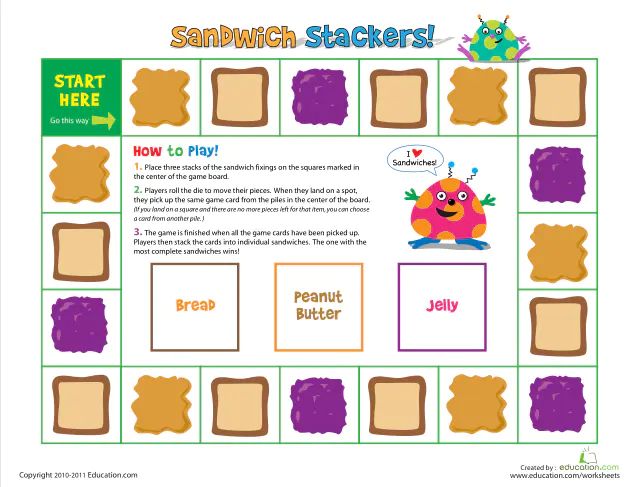 Sandwich Stackers!
START
HERE
Go this way
How to Play!
1. Place three stacks of the sandwich fixings on the squares marked in
the center of the game board.
2. Players roll the die to move their pieces. When they land on a spot,
they pick up the same game card from the piles in the center of the board.
(If you land on a square and there are no more pieces left for that item, you can choose
a card from another pile.)
3. The game is finished when all the game cards have been picked up.
Players then stack the cards into individual sandwiches. The one with the
most complete sandwiches wins!
I ❤
Sandwiches!
Bread
Peanut
Butter
Jelly
Copyright 2010-2011 Education.com
Created by : education.com
www.education.com/worksheets